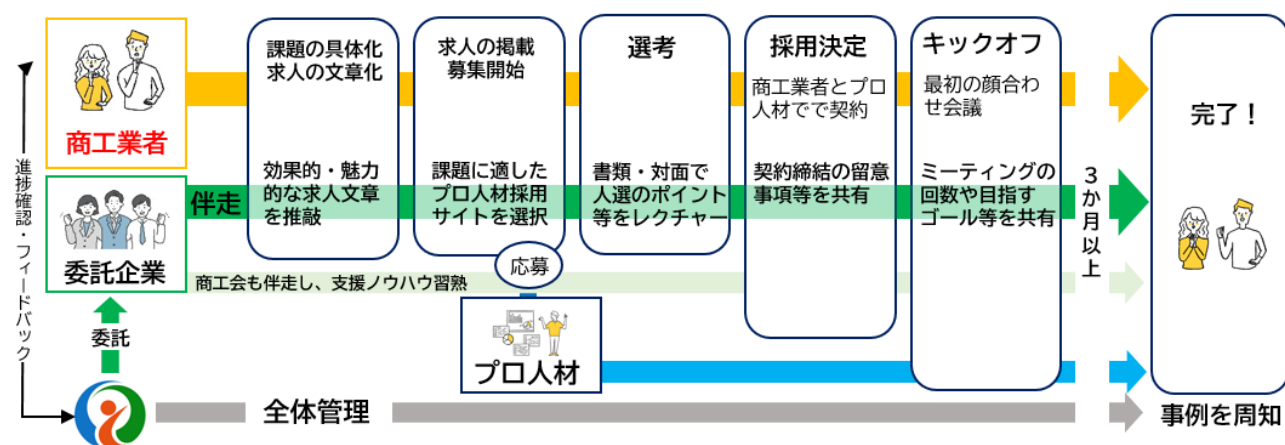 商工業者
進捗確認・フィードバック
委託企業
委託
課題の具体化
求人の文章化
効果的・魅力
的な求人文章
を推敲
求人の掲載
募集開始
課題に適した
プロ人材採用
サイトを選択
選考
書類・対面で
人選のポイント
等をレクチャー
採用決定
商工業者とプロ
人材でで契約
契約締結の留意
事項等を共有
キックオフ
最初の顔合わ
せ会議
ミーティングの
回数や目指す
ゴール等を共有
3か月以上
完了！
伴走
商工会も伴走し、支援ノウハウ習熟
応募
プロ人材
全体管理
事例を周知